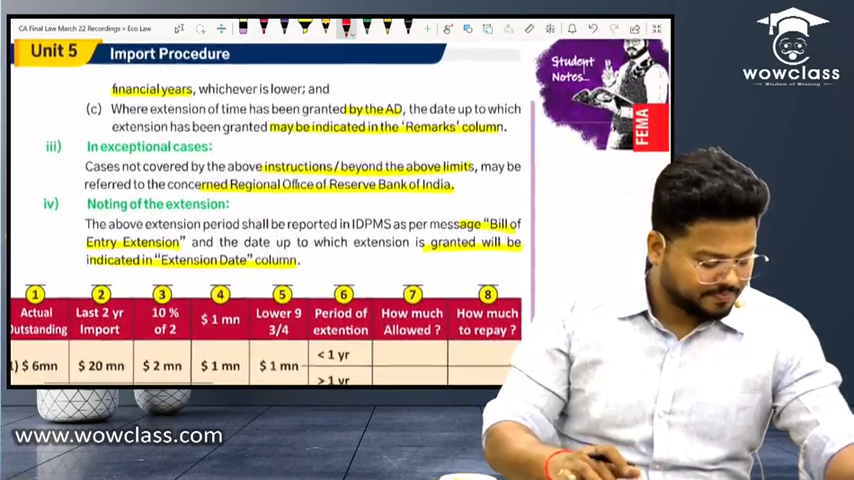 CA Final Law March 22 Recordings + Eco Law
Unit 5
Import Procedure
Student
Notes...
FEMA
wowclass
Wisdom of Winning
financial years, whichever is lower; and
(c) Where extension of time has been granted by the AD, the date up to which
extension has been granted may be indicated in the 'Remarks' column.
iii) In exceptional cases:
Cases not covered by the above instructions / beyond the above limits, may be
referred to the concerned Regional Office of Reserve Bank of India.
iv) Noting of the extension:
The above extension period shall be reported in IDPMS as per message "Bill of
Entry Extension" and the date up to which extension is granted will be
indicated in "Extension Date" column.
1 2 3 4 5 6 7 8
Actual Outstanding
Last 2 yr Import
10 % of 2
$ 1 mn
Lower 9 3/4
Period of extention
How much Allowed ?
How much to repay ?
) $ 6mn $ 20 mn $ 2 mn $ 1 mn $ 1 mn < 1 yr
> 1 yr
www.wowclass.com